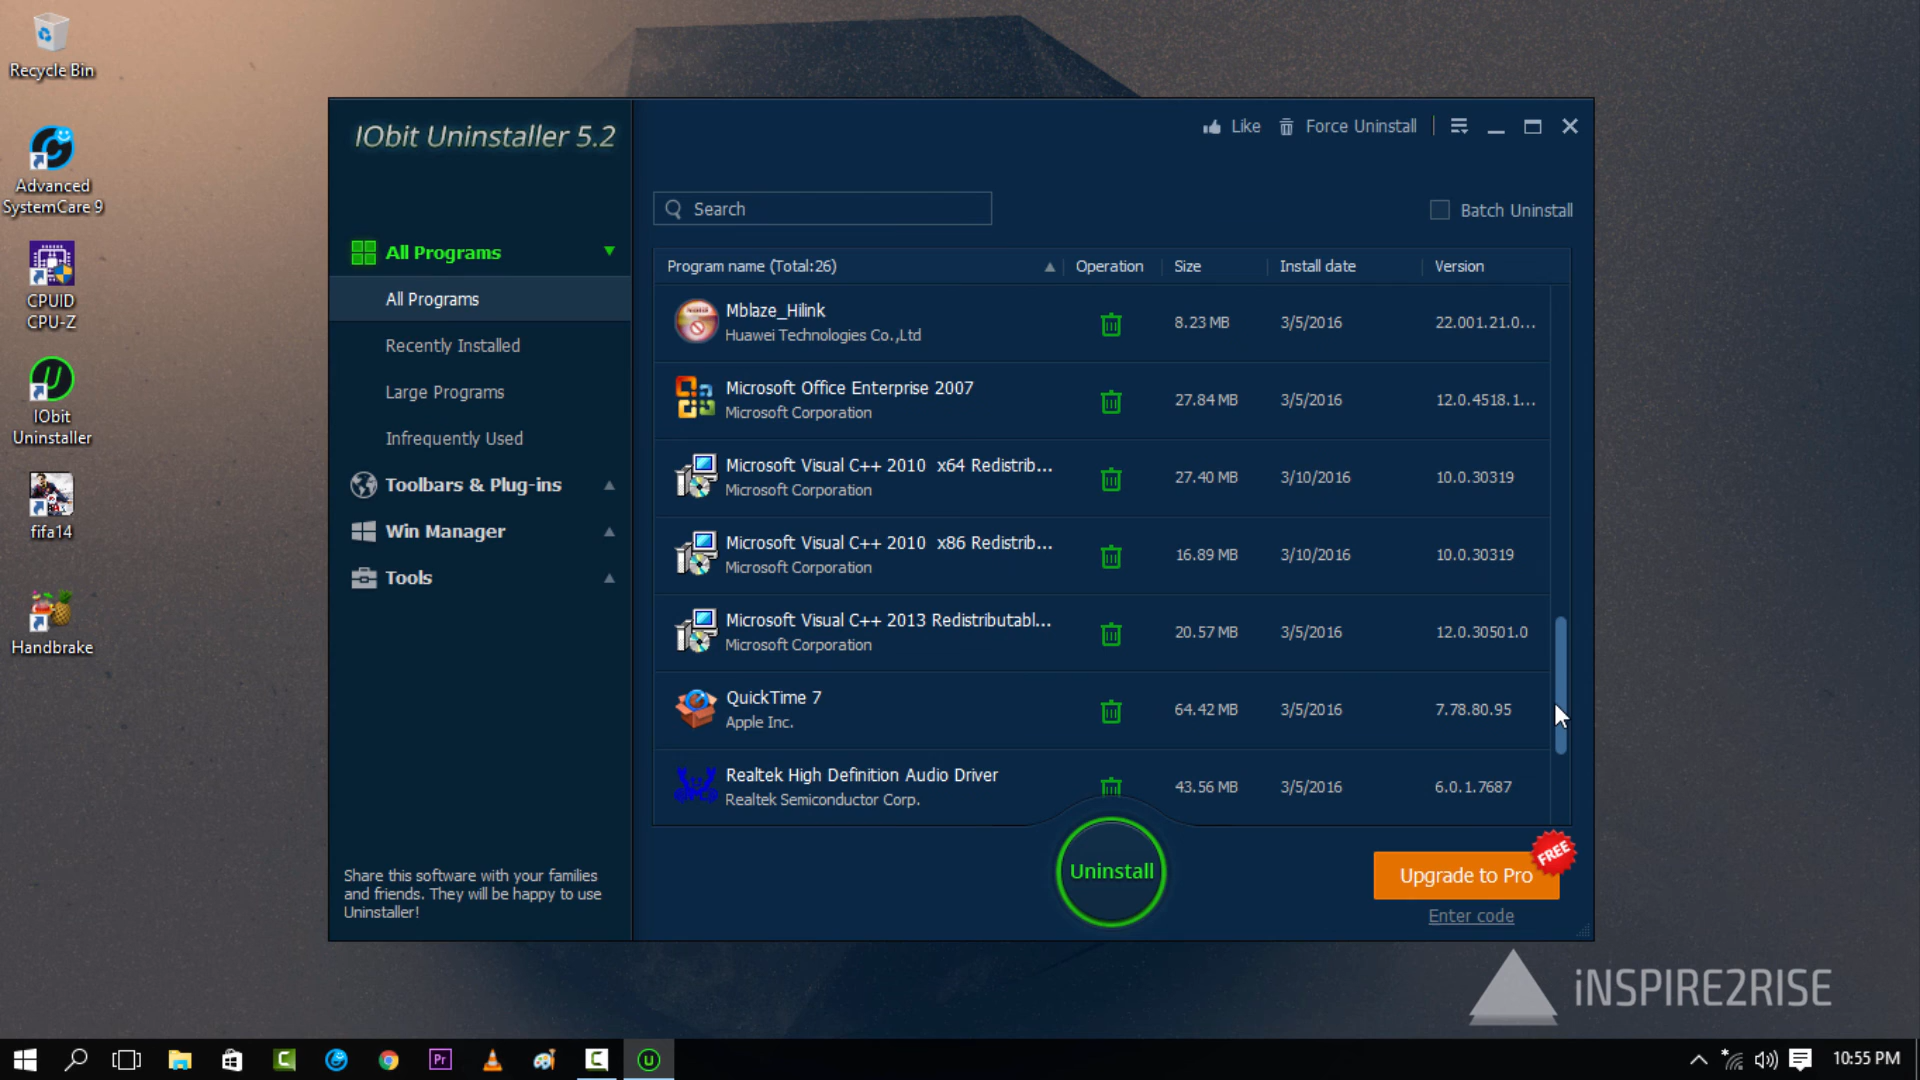 Recycle Bin
Advanced
SystemCare 9
CPUID
CPU-Z
IObit
Uninstaller
fifa14
Handbrake
IObit Uninstaller 5.2
Like
Force Uninstall
Search
Batch Uninstall
All Programs
All Programs
Recently Installed
Large Programs
Infrequently Used
Toolbars & Plug-ins
Win Manager
Tools
Share this software with your families
and friends. They will be happy to use
Uninstaller!
Program name (Total:26) Operation Size Install date Version
Mblaze_Hilink
Huawei Technologies Co.,Ltd
8.23 MB 3/5/2016 22.001.21.0...
Microsoft Office Enterprise 2007
Microsoft Corporation
27.84 MB 3/5/2016 12.0.4518.1...
Microsoft Visual C++ 2010 x64 Redistrib...
Microsoft Corporation
27.40 MB 3/10/2016 10.0.30319
Microsoft Visual C++ 2010 x86 Redistrib...
Microsoft Corporation
16.89 MB 3/10/2016 10.0.30319
Microsoft Visual C++ 2013 Redistributabl...
Microsoft Corporation
20.57 MB 3/5/2016 12.0.30501.0
QuickTime 7
Apple Inc.
64.42 MB 3/5/2016 7.78.80.95
Realtek High Definition Audio Driver
Realtek Semiconductor Corp.
43.56 MB 3/5/2016 6.0.1.7687
Uninstall
FREE
Upgrade to Pro
Enter code
iNSPIRE2RISE
Pr
10:55 PM